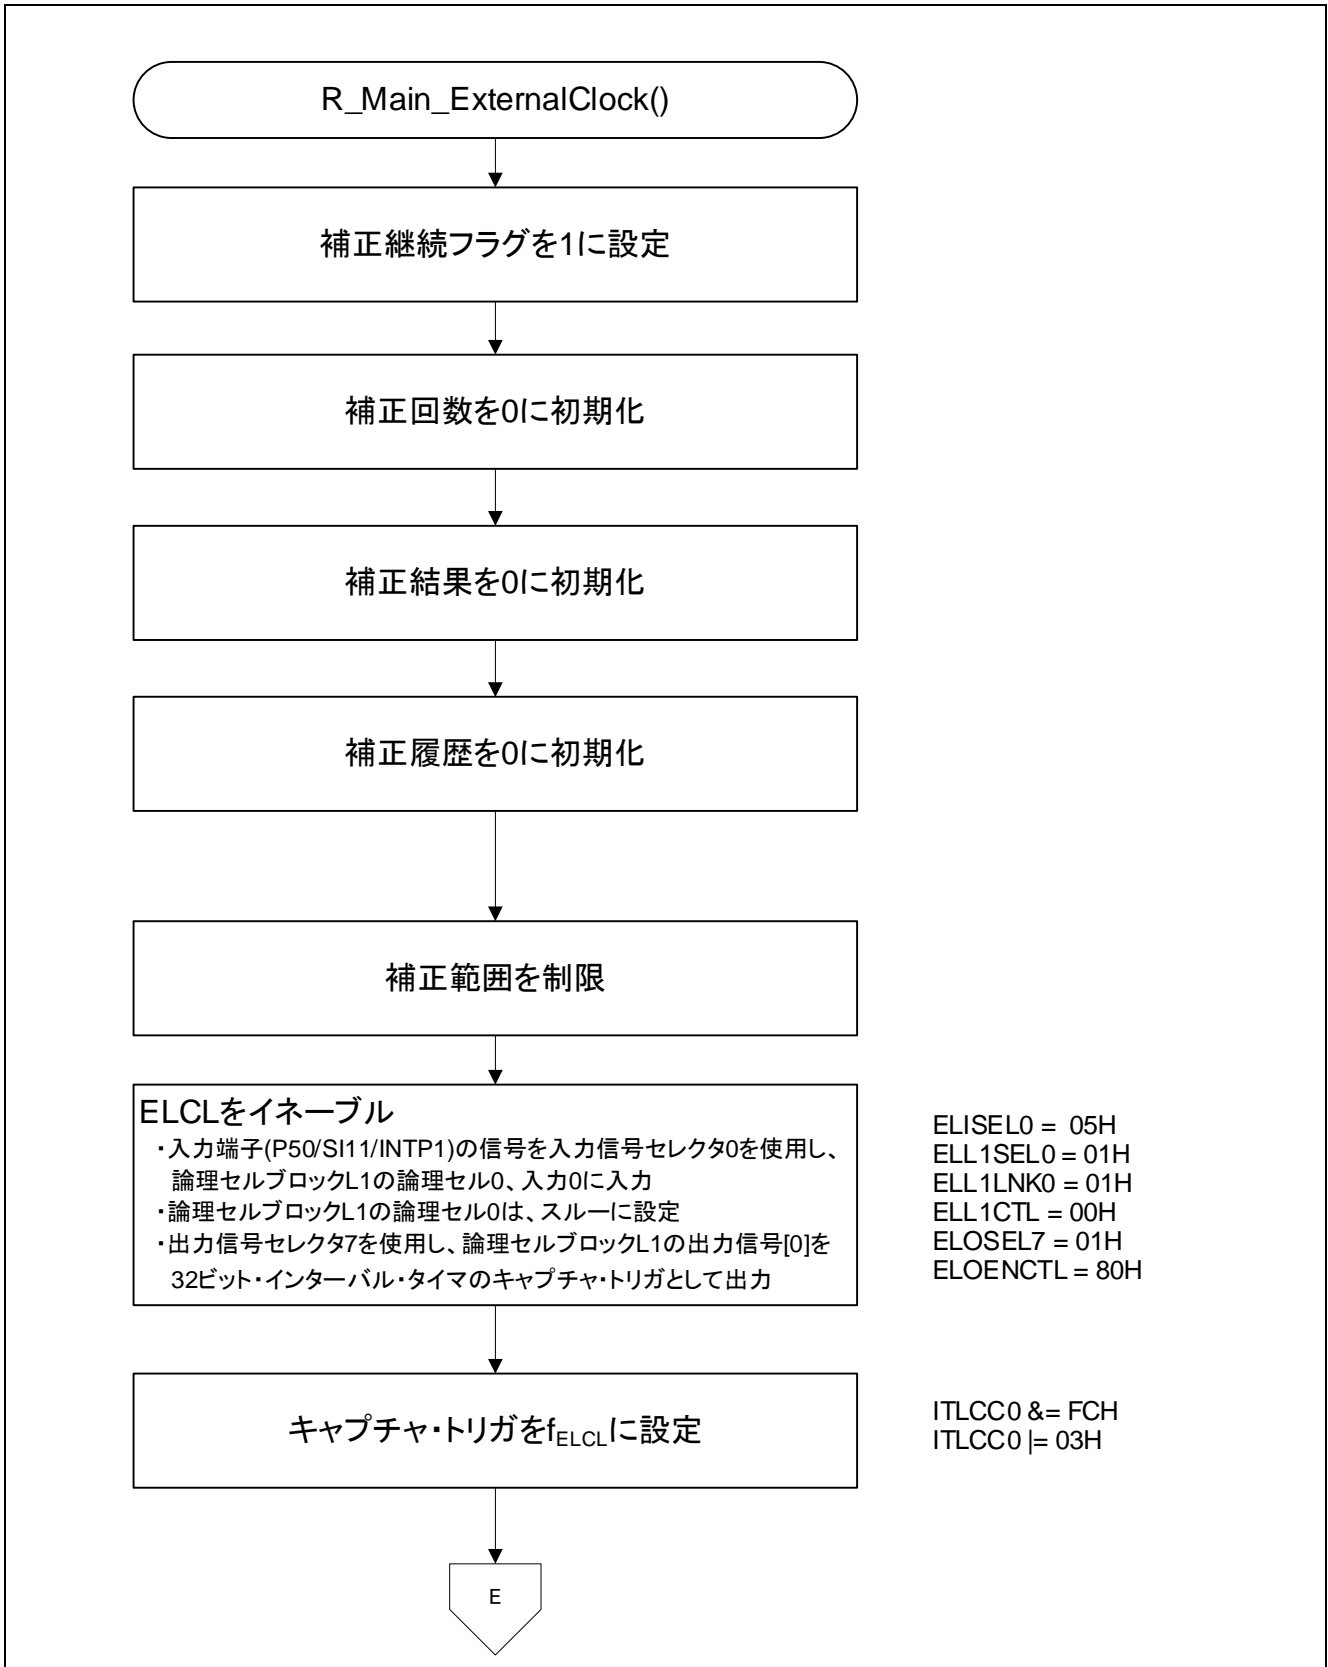 R_Main_ExternalClock()
補正継続フラグを1に設定
補正回数を0に初期化
補正結果を0に初期化
補正履歴を0に初期化
補正範囲を制限
ELCLをイネーブル
・入力端子(P50/SI11/INTP1)の信号を入力信号セレクタ0を使用し、
論理セルブロックL1の論理セル0、入力0に入力
・論理セルブロックL1の論理セル0は、スルーに設定
・出力信号セレクタ7を使用し、論理セルブロックL1の出力信号[0]を
32ビット・インターバル・タイマのキャプチャ・トリガとして出力
ELISEL0 = 05H
ELL1SEL0 = 01H
ELL1LNK0 = 01H
ELL1CTL = 00H
ELOSEL7 = 01H
ELOENCTL = 80H
キャプチャ・トリガをfELCLに設定
ITLCC0 &= FCH
ITLCC0 |= 03H
E